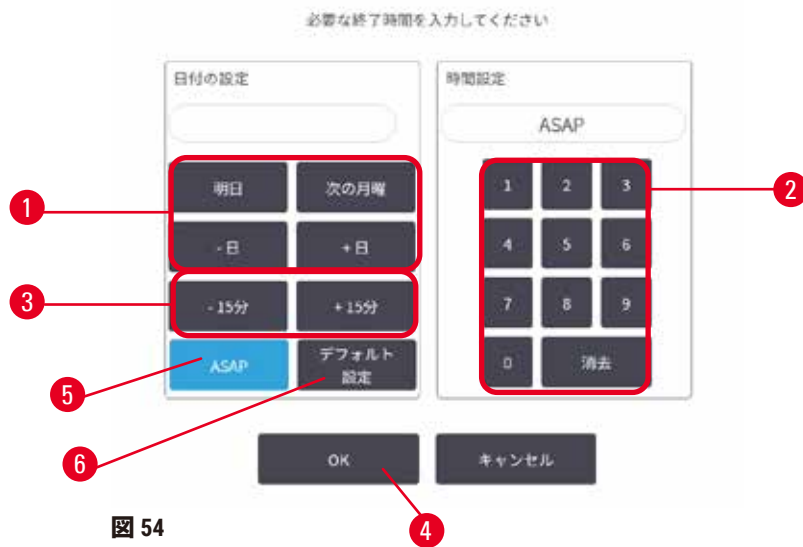 必要な終了時間を入力してください
日付の設定
時間設定
ASAP
明日
次の月曜
- 日
+ 日
- 15分
+ 15分
ASAP
デフォルト
設定
1
2
3
4
5
6
7
8
9
0
消去
OK
キャンセル
1
2
3
5
6
4
図 54